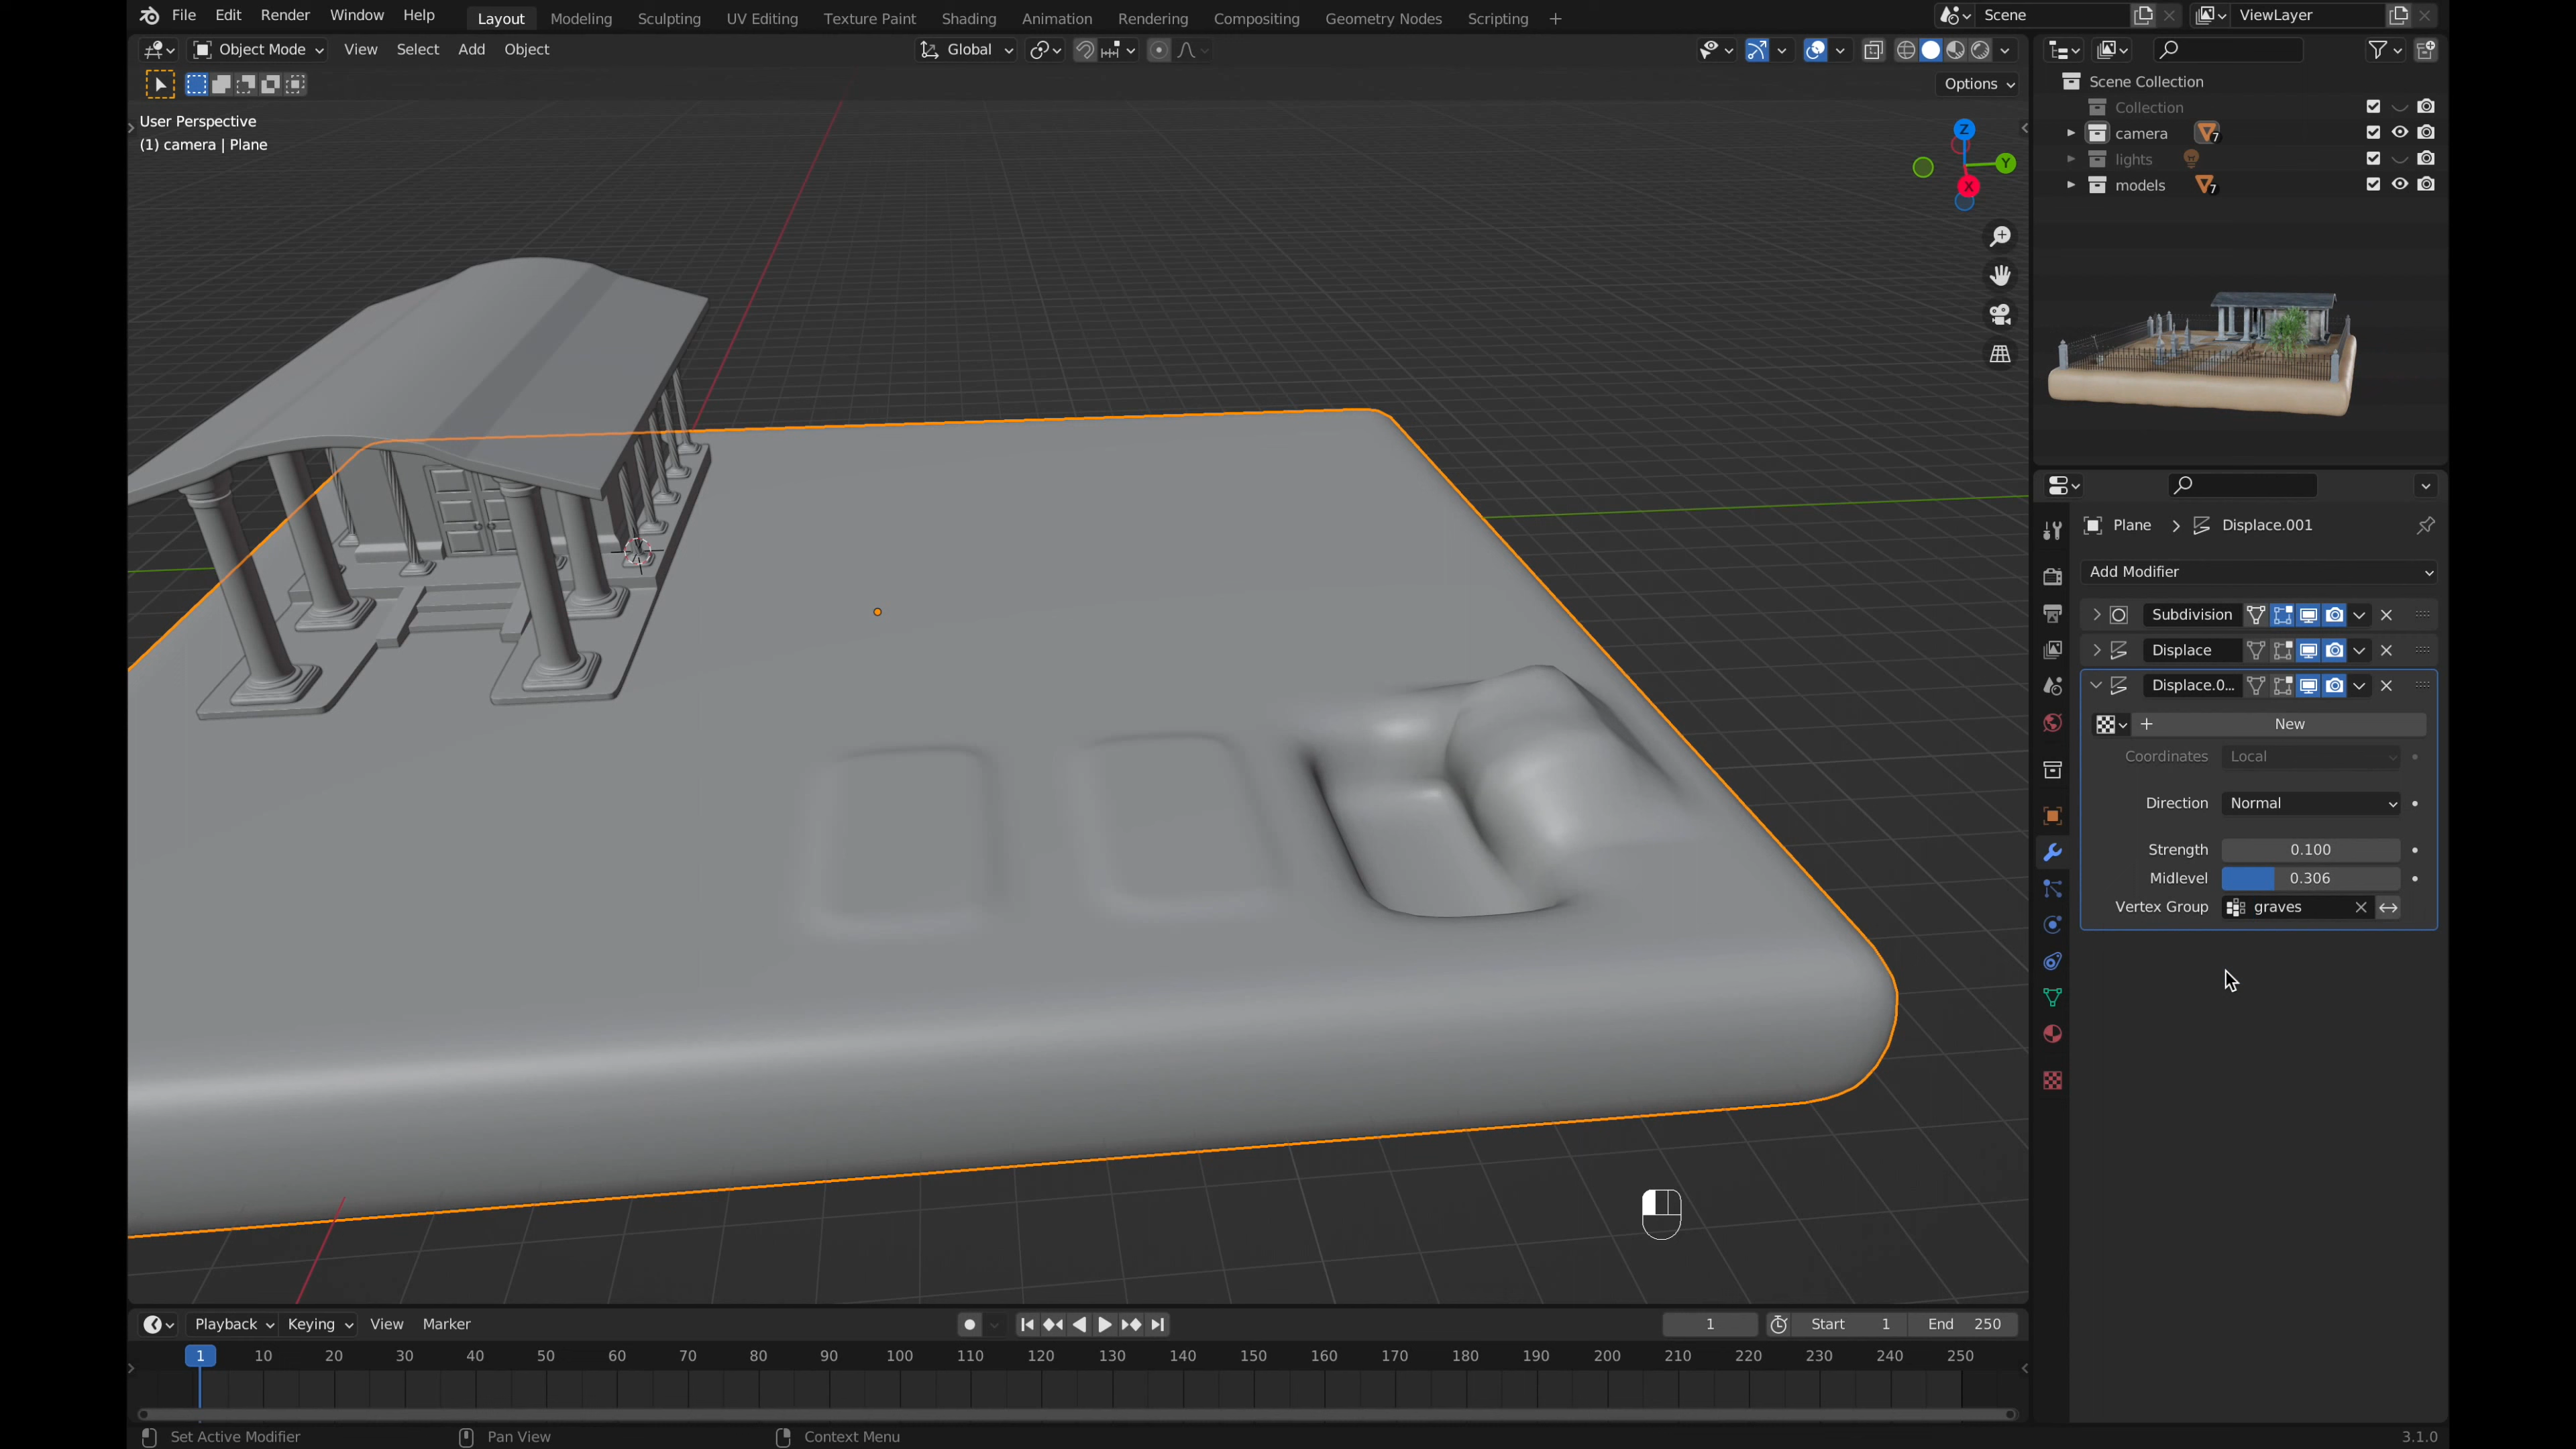 File Edit Render Window Help Layout Modeling Sculpting UV Editing Texture Paint Shading Animation Rendering Compositing Geometry Nodes Scripting Scene ViewLayer
Object Mode View Select Add Object Global
Options
User Perspective
(1) camera | Plane
Z
Y
X
Scene Collection
Collection
camera 7
lights
models 7
Plane > Displace.001
Add Modifier
Subdivision
Displace
Displace.0...
New
Coordinates Local
Direction Normal
Strength 0.100
Midlevel 0.306
Vertex Group graves
Playback Keying View Marker 1 Start 1 End 250
1 10 20 30 40 50 60 70 80 90 100 110 120 130 140 150 160 170 180 190 200 210 220 230 240 250
Set Active Modifier Pan View Context Menu 3.1.0